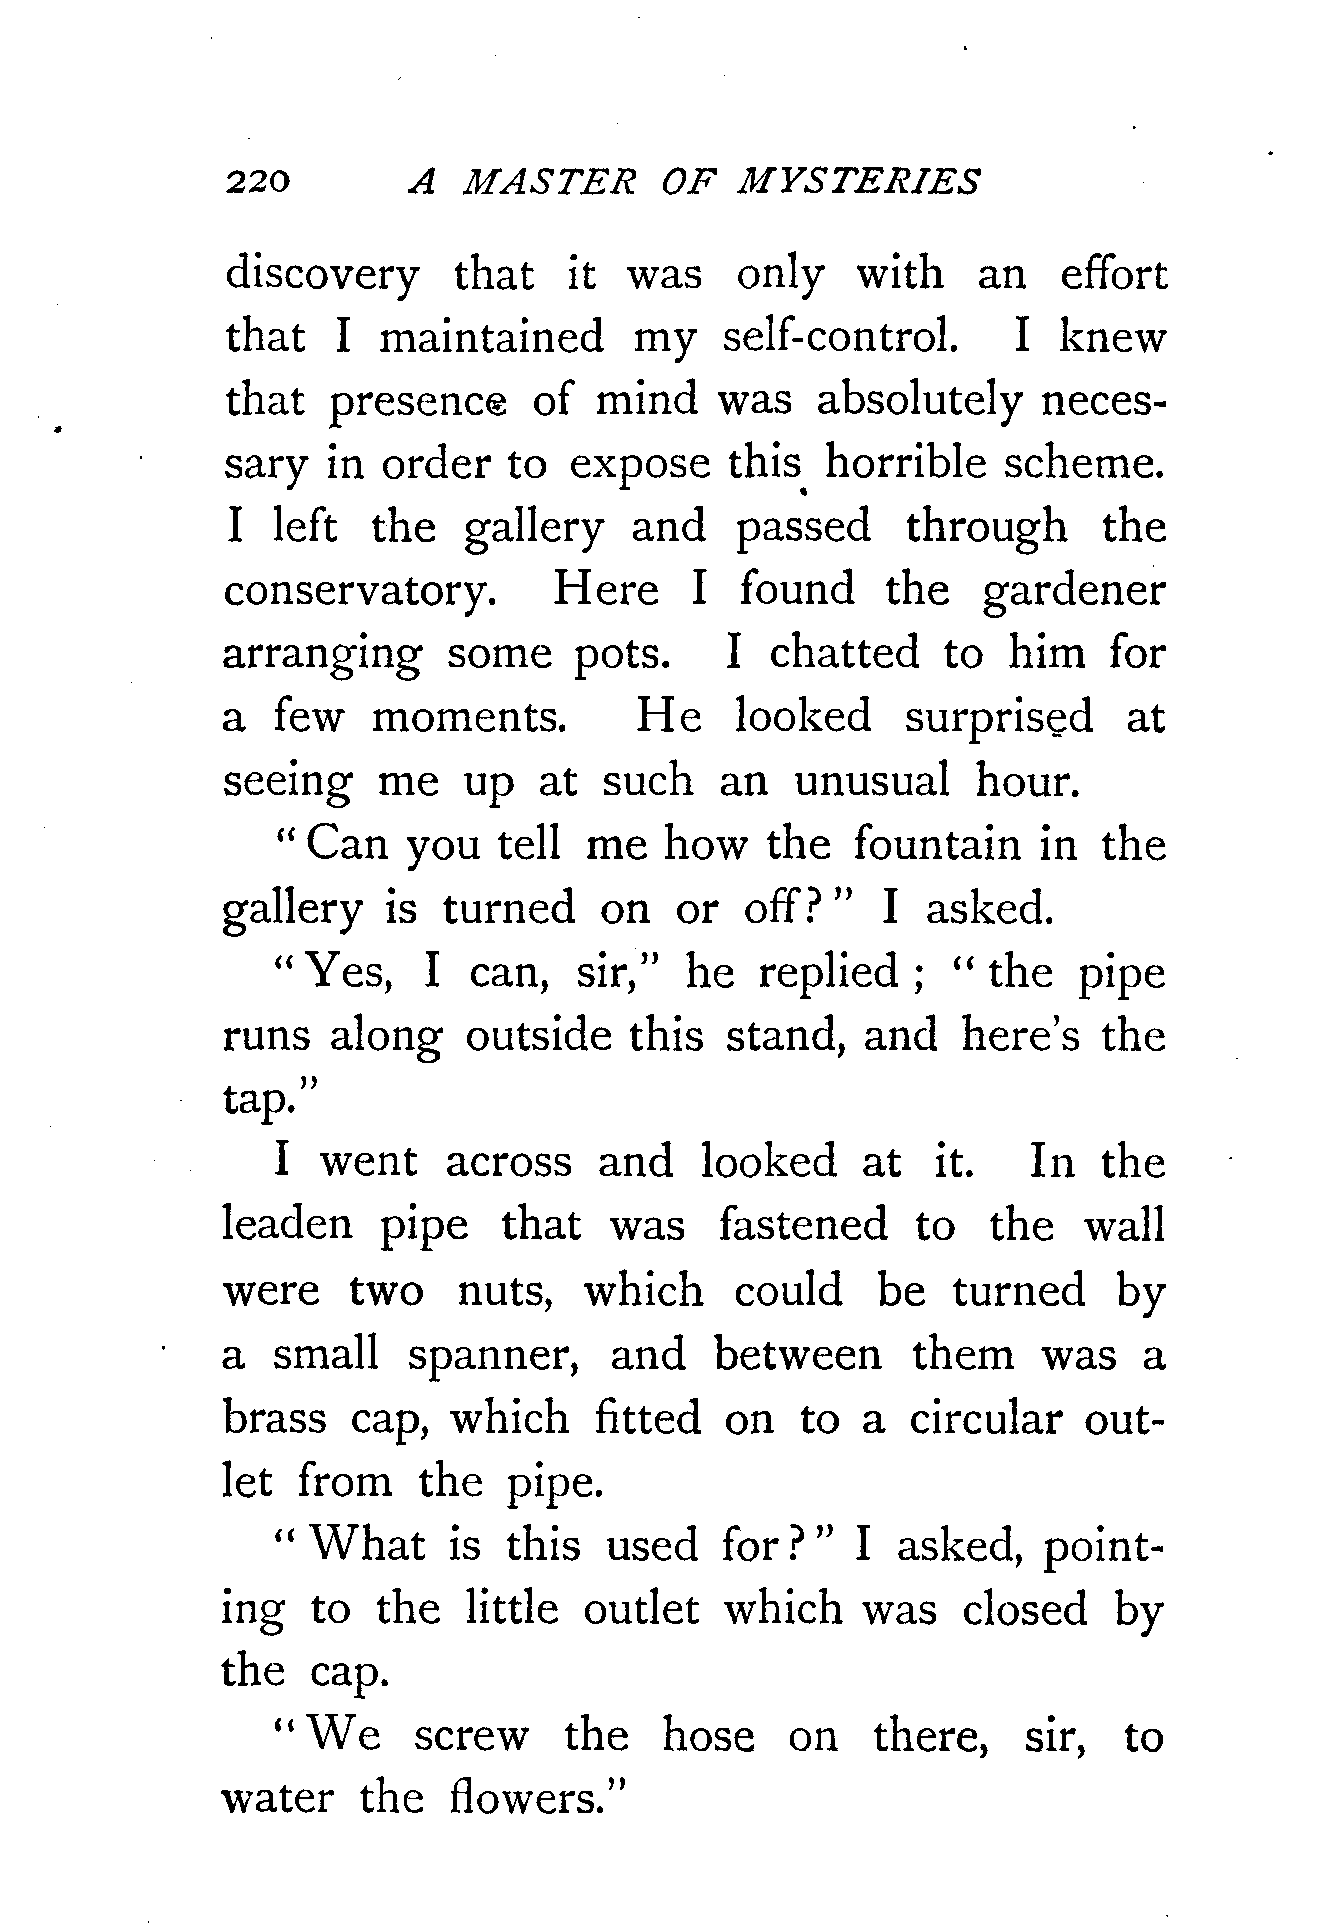 220 A MASTER OF MYSTERIES
discovery that it was only with an effort
that I maintained my self-control. I knew
that presence of mind was absolutely neces-
sary in order to expose this horrible scheme.
I left the gallery and passed through the
conservatory. Here I found the gardener
arranging some pots. I chatted to him for
a few moments. He looked surprised at
seeing me up at such an unusual hour.
"Can you tell me how the fountain in the
gallery is turned on or off?" I asked.
"Yes, I can, sir," he replied; "the pipe
runs along outside this stand, and here's the
tap."
I went across and looked at it. In the
leaden pipe that was fastened to the wall
were two nuts, which could be turned by
a small spanner, and between them was a
brass cap, which fitted on to a circular out-
let from the pipe.
"What is this used for?" I asked, point-
ing to the little outlet which was closed by
the cap.
"We screw the hose on there, sir, to
water the flowers."